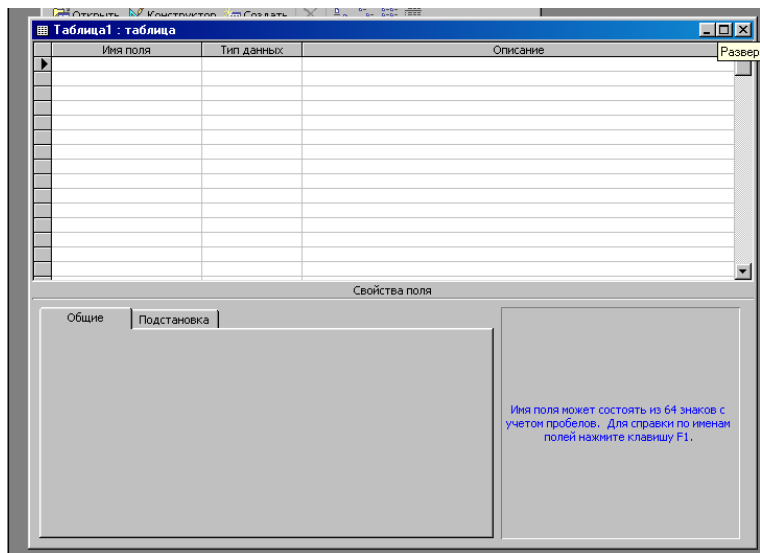 Открыть Конструктор Создать
Таблица1 : таблица
Имя поля Тип данных Описание
Развер
Свойства поля
Общие Подстановка
Имя поля может состоять из 64 знаков с
учетом пробелов. Для справки по именам
полей нажмите клавишу F1.